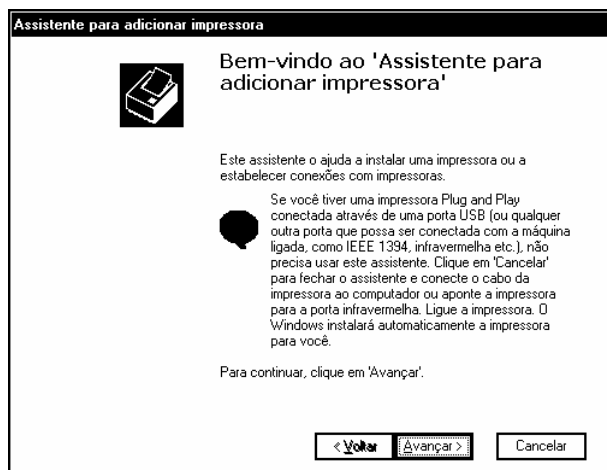 Assistente para adicionar impressora
Bem-vindo ao 'Assistente para
adicionar impressora'
Este assistente o ajuda a instalar uma impressora ou a
estabelecer conexões com impressoras.
Se você tiver uma impressora Plug and Play
conectada através de uma porta USB (ou qualquer
outra porta que possa ser conectada com a máquina
ligada, como IEEE 1394, infravermelha etc.), não
precisa usar este assistente. Clique em 'Cancelar'
para fechar o assistente e conecte o cabo da
impressora ao computador ou aponte a impressora
para a porta infravermelha. Ligue a impressora. O
Windows instalará automaticamente a impressora
para você.
Para continuar, clique em 'Avançar'.
< Voltar Avançar > Cancelar